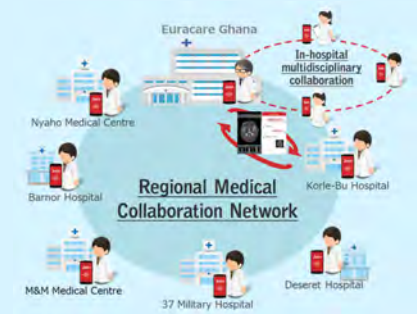 Euracare Ghana
In-hospital
multidisciplinary
collaboration
Nyaho Medical Centre
Barnor Hospital
Korle-Bu Hospital
Regional Medical
Collaboration Network
M&M Medical Centre
37 Military Hospital
Deseret Hospital